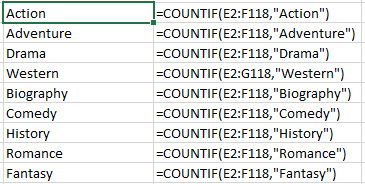 Action =COUNTIF(E2:F118,"Action")
Adventure =COUNTIF(E2:F118,"Adventure")
Drama =COUNTIF(E2:F118,"Drama")
Western =COUNTIF(E2:G118,"Western")
Biography =COUNTIF(E2:F118,"Biography")
Comedy =COUNTIF(E2:F118,"Comedy")
History =COUNTIF(E2:F118,"History")
Romance =COUNTIF(E2:F118,"Romance")
Fantasy =COUNTIF(E2:F118,"Fantasy")